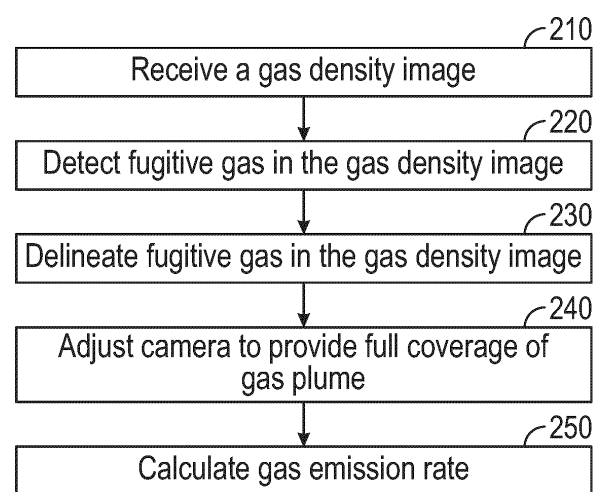 210
Receive a gas density image
220
Detect fugitive gas in the gas density image
230
Delineate fugitive gas in the gas density image
240
Adjust camera to provide full coverage of
gas plume
250
Calculate gas emission rate